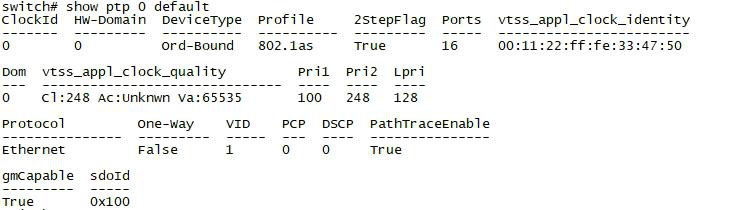 switch# show ptp 0 default
ClockId  HW-Domain  DeviceType  Profile  2StepFlag  Ports  vtss_appl_clock_identity
-------  ---------  ----------  -------  ---------  -----  ------------------------
0        0          Ord-Bound   802.1as  True       16     00:11:22:ff:fe:33:47:50
Dom  vtss_appl_clock_quality         Pri1  Pri2  Lpri
---  ------------------------------  ----  ----  ----
0    Cl:248 Ac:Unknwn Va:65535       100   248   128
Protocol         One-Way    VID    PCP  DSCP  PathTraceEnable
---------------  ---------  -----  ---  ----  ---------------
Ethernet         False      1      0    0     True
gmCapable  sdoId
---------  -----
True       0x100